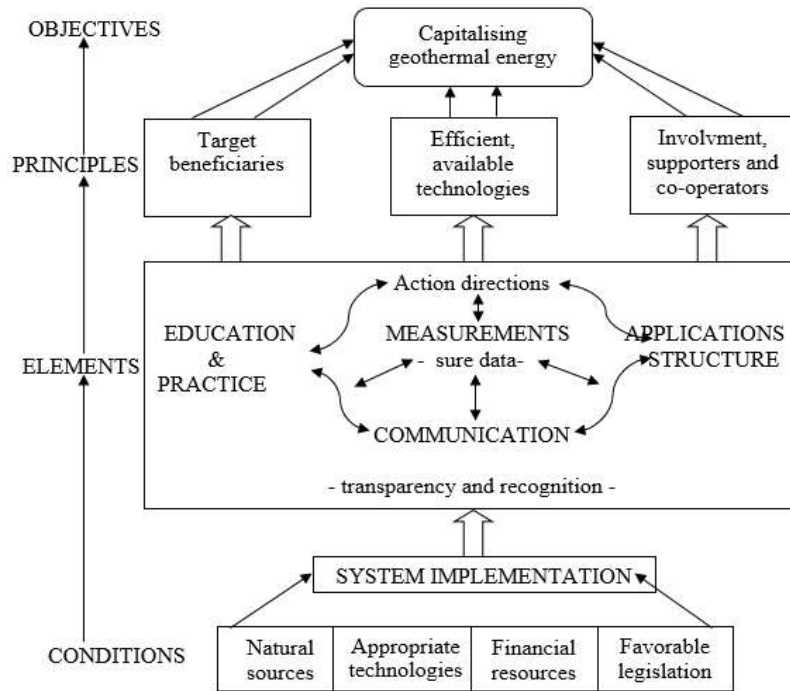 OBJECTIVES
Capitalising
geothermal energy
PRINCIPLES
Target
beneficiaries
Efficient,
available
technologies
Involvment,
supporters and
co-operators
ELEMENTS
Action directions
EDUCATION
&
PRACTICE
MEASUREMENTS
- sure data-
APPLICATIONS
STRUCTURE
COMMUNICATION
- transparency and recognition -
SYSTEM IMPLEMENTATION
CONDITIONS
Natural
sources
Appropriate
technologies
Financial
resources
Favorable
legislation